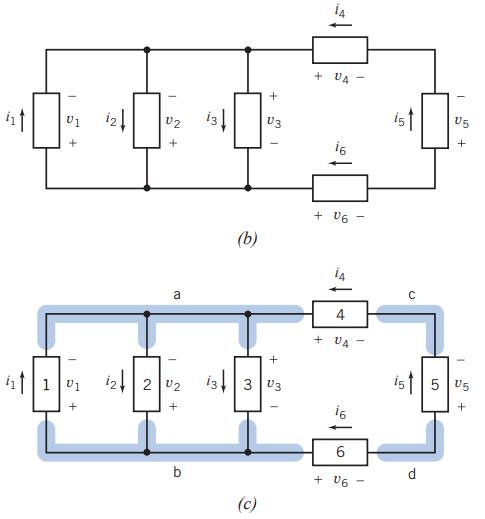 i4
+ v4 −
i1 − v1 +
i2 − v2 +
i3 + v3 −
i5 − v5 +
i6
+ v6 −
(b)
i4
a c
4
+ v4 −
i1 1 − v1 +
i2 2 − v2 +
i3 3 + v3 −
i5 5 − v5 +
i6
6
b d
+ v6 −
(c)